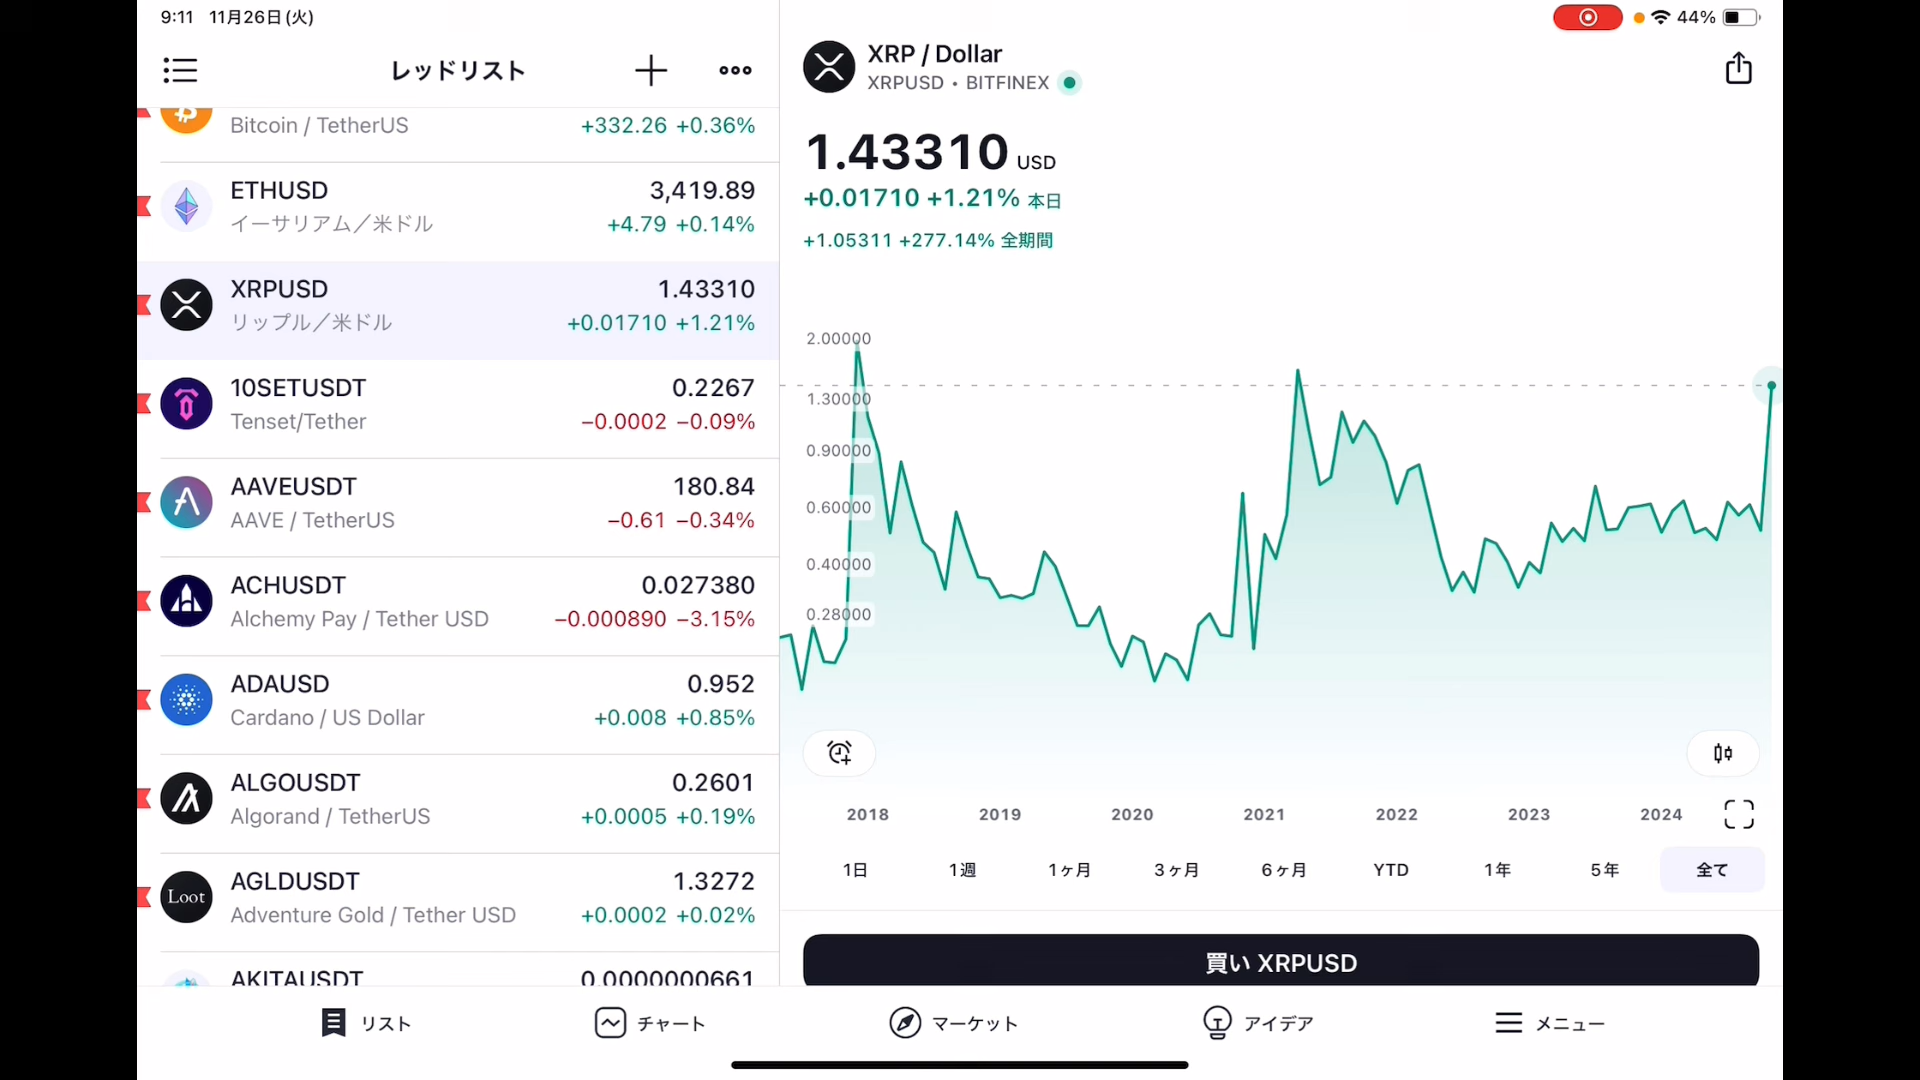 9:11 11月26日(火)
44%
レッドリスト
Bitcoin / TetherUS
+332.26 +0.36%
ETHUSD 3,419.89
イーサリアム／米ドル +4.79 +0.14%
XRPUSD 1.43310
リップル／米ドル +0.01710 +1.21%
10SETUSDT 0.2267
Tenset/Tether −0.0002 −0.09%
AAVEUSDT 180.84
AAVE / TetherUS −0.61 −0.34%
ACHUSDT 0.027380
Alchemy Pay / Tether USD −0.000890 −3.15%
ADAUSD 0.952
Cardano / US Dollar +0.008 +0.85%
ALGOUSDT 0.2601
Algorand / TetherUS +0.0005 +0.19%
Loot
AGLDUSDT 1.3272
Adventure Gold / Tether USD +0.0002 +0.02%
AKITAUSDT 0.0000000661
XRP / Dollar
XRPUSD • BITFINEX
1.43310 USD
+0.01710 +1.21% 本日
+1.05311 +277.14% 全期間
2.00000
1.30000
0.90000
0.60000
0.40000
0.28000
2018 2019 2020 2021 2022 2023 2024
1日 1週 1ヶ月 3ヶ月 6ヶ月 YTD 1年 5年 全て
買い XRPUSD
リスト チャート マーケット アイデア メニュー